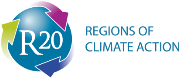 R20
REGIONS OF
CLIMATE ACTION